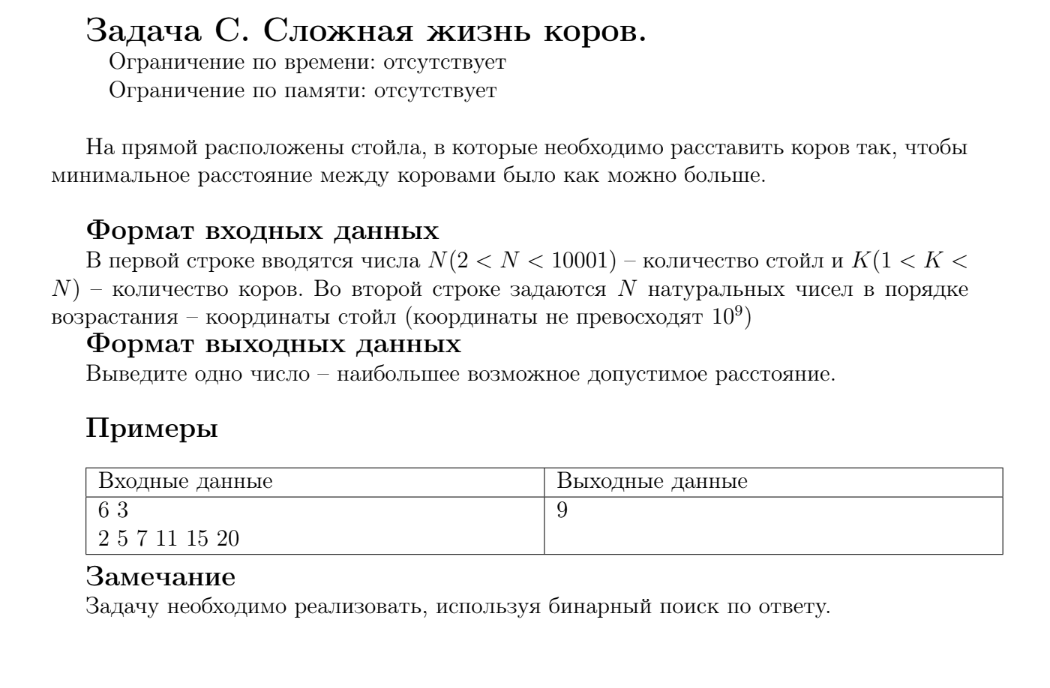 Задача C. Сложная жизнь коров.
Ограничение по времени: отсутствует
Ограничение по памяти: отсутствует
На прямой расположены стойла, в которые необходимо расставить коров так, чтобы
минимальное расстояние между коровами было как можно больше.
Формат входных данных
В первой строке вводятся числа N(2 < N < 10001) – количество стойл и K(1 < K <
N) – количество коров. Во второй строке задаются N натуральных чисел в порядке
возрастания – координаты стойл (координаты не превосходят 10⁹)
Формат выходных данных
Выведите одно число – наибольшее возможное допустимое расстояние.
Примеры
Входные данные Выходные данные
6 3 9
2 5 7 11 15 20
Замечание
Задачу необходимо реализовать, используя бинарный поиск по ответу.